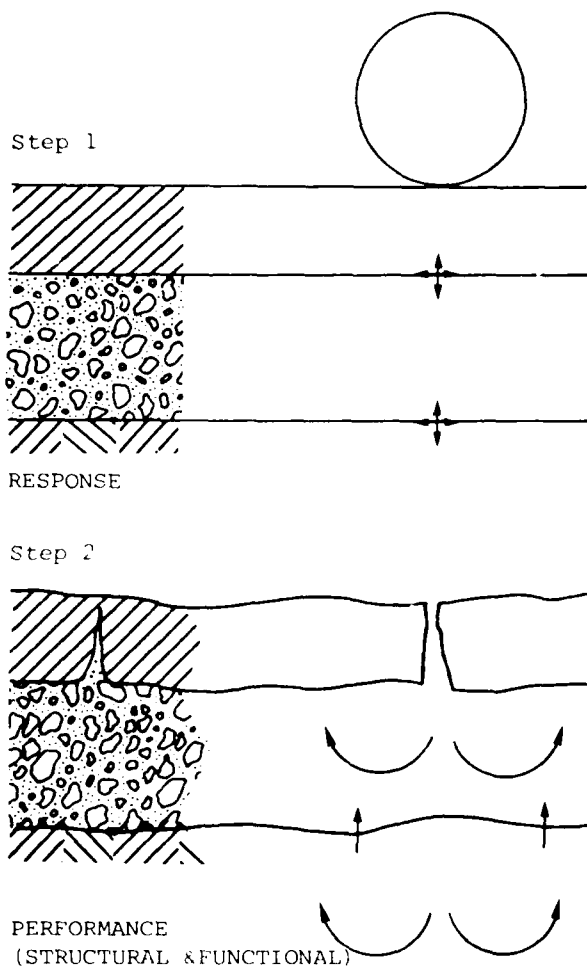 Step 1
RESPONSE
Step 2
PERFORMANCE
(STRUCTURAL &FUNCTIONAL)